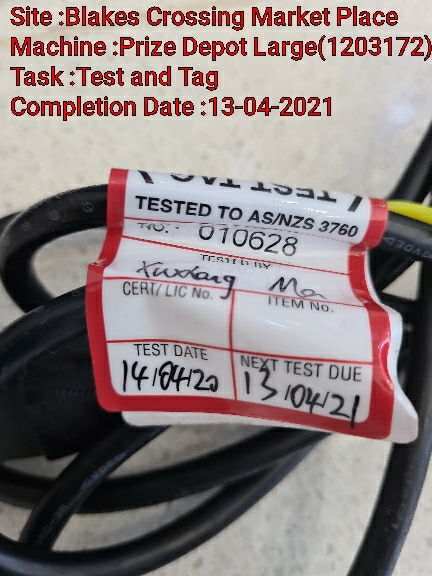 Site :Blakes Crossing Market Place
Machine :Prize Depot Large(1203172)
Task :Test and Tag
Completion Date :13-04-2021
TEST TAG
TESTED TO AS/NZS 3760
NO.: 010628
TESTED BY
Ma
CERT/LIC No.
ITEM No.
TEST DATE
NEXT TEST DUE
14/04/20
13/04/21